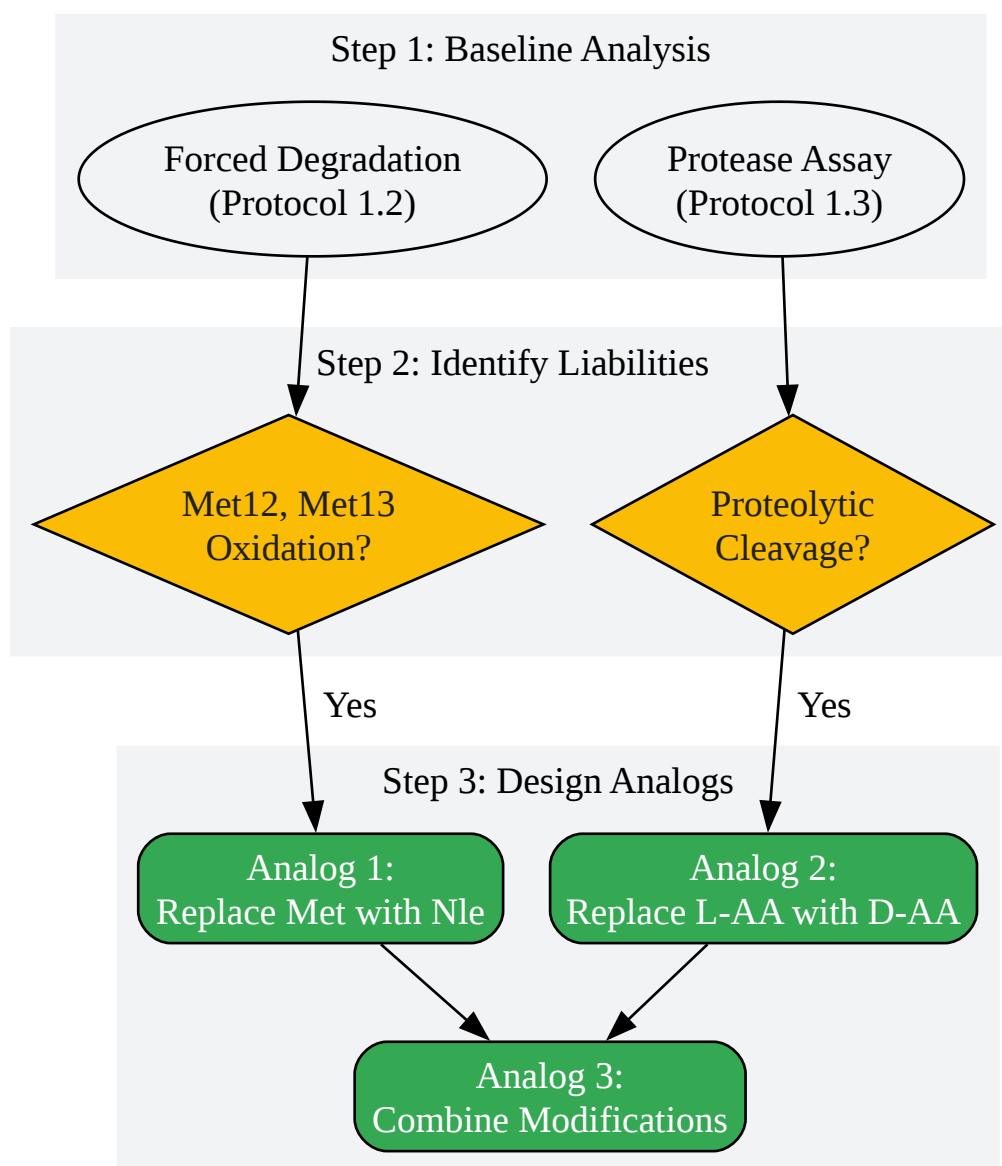 Step 1: Baseline Analysis
Forced Degradation
(Protocol 1.2)
Protease Assay
(Protocol 1.3)
Step 2: Identify Liabilities
Met12, Met13
Oxidation?
Proteolytic
Cleavage?
Yes
Yes
Step 3: Design Analogs
Analog 1:
Replace Met with Nle
Analog 2:
Replace L-AA with D-AA
Analog 3:
Combine Modifications